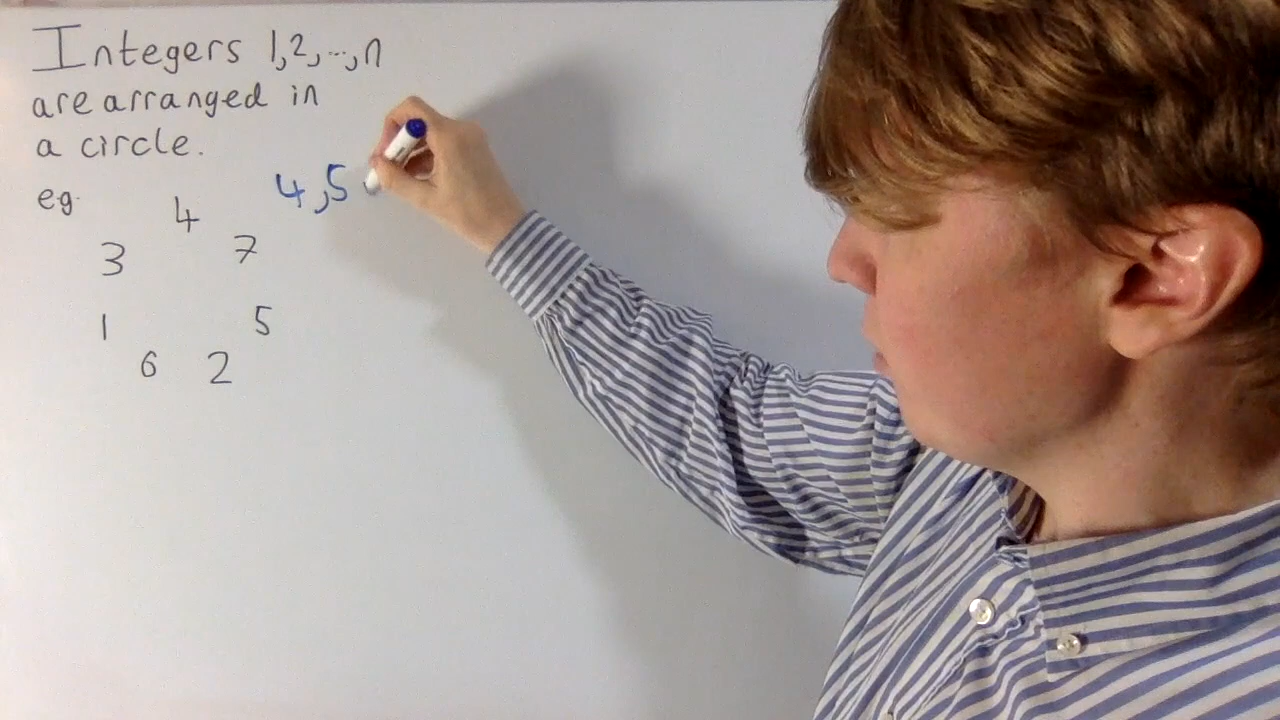 Integers 1,2,...,n
are arranged in
a circle.
eg. 4 4,5
3 7
1 5
6 2